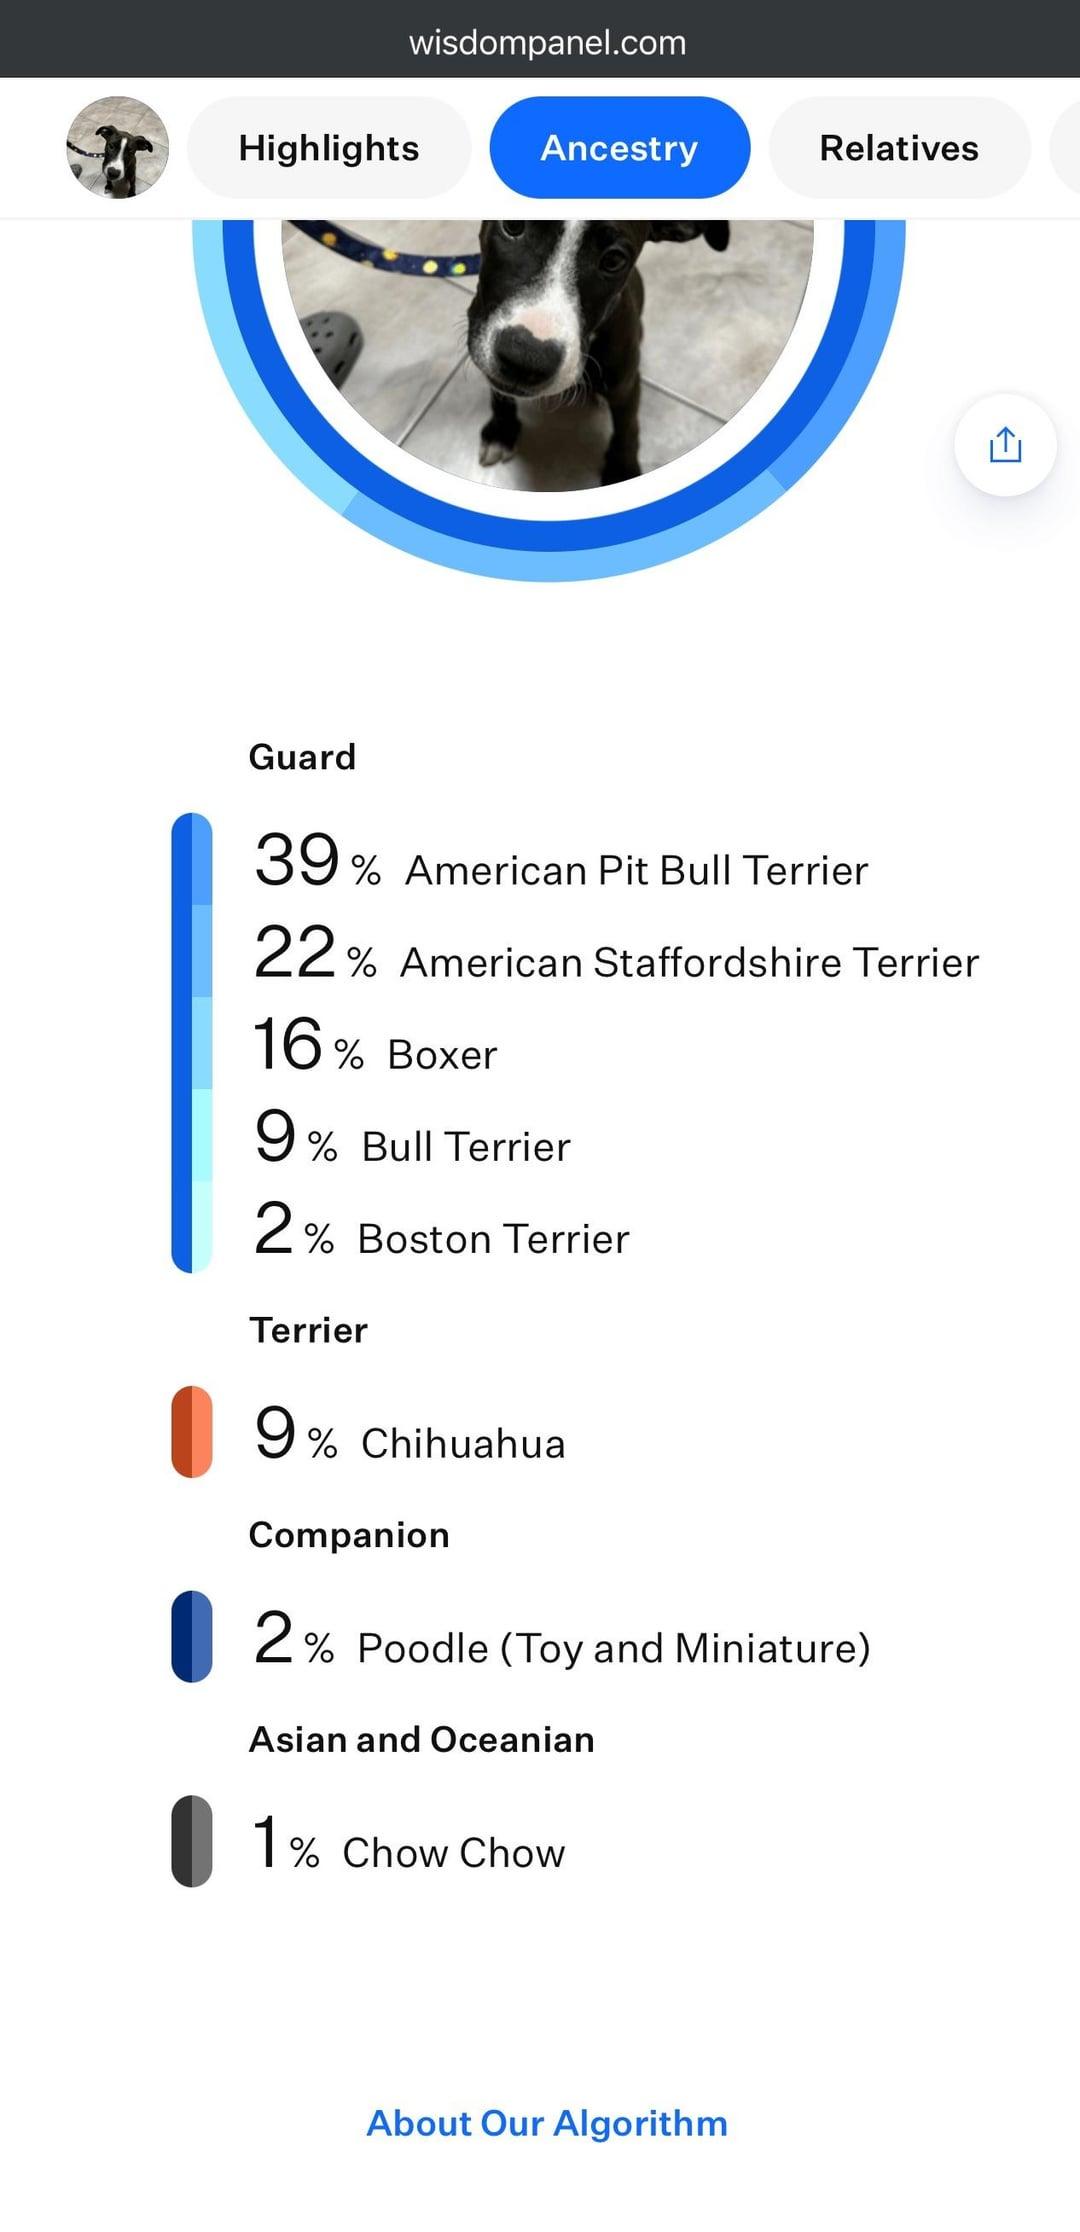 wisdompanel.com
Highlights
Ancestry
Relatives
Guard
39 % American Pit Bull Terrier
22 % American Staffordshire Terrier
16 % Boxer
9 % Bull Terrier
2 % Boston Terrier
Terrier
9 % Chihuahua
Companion
2 % Poodle (Toy and Miniature)
Asian and Oceanian
1 % Chow Chow
About Our Algorithm